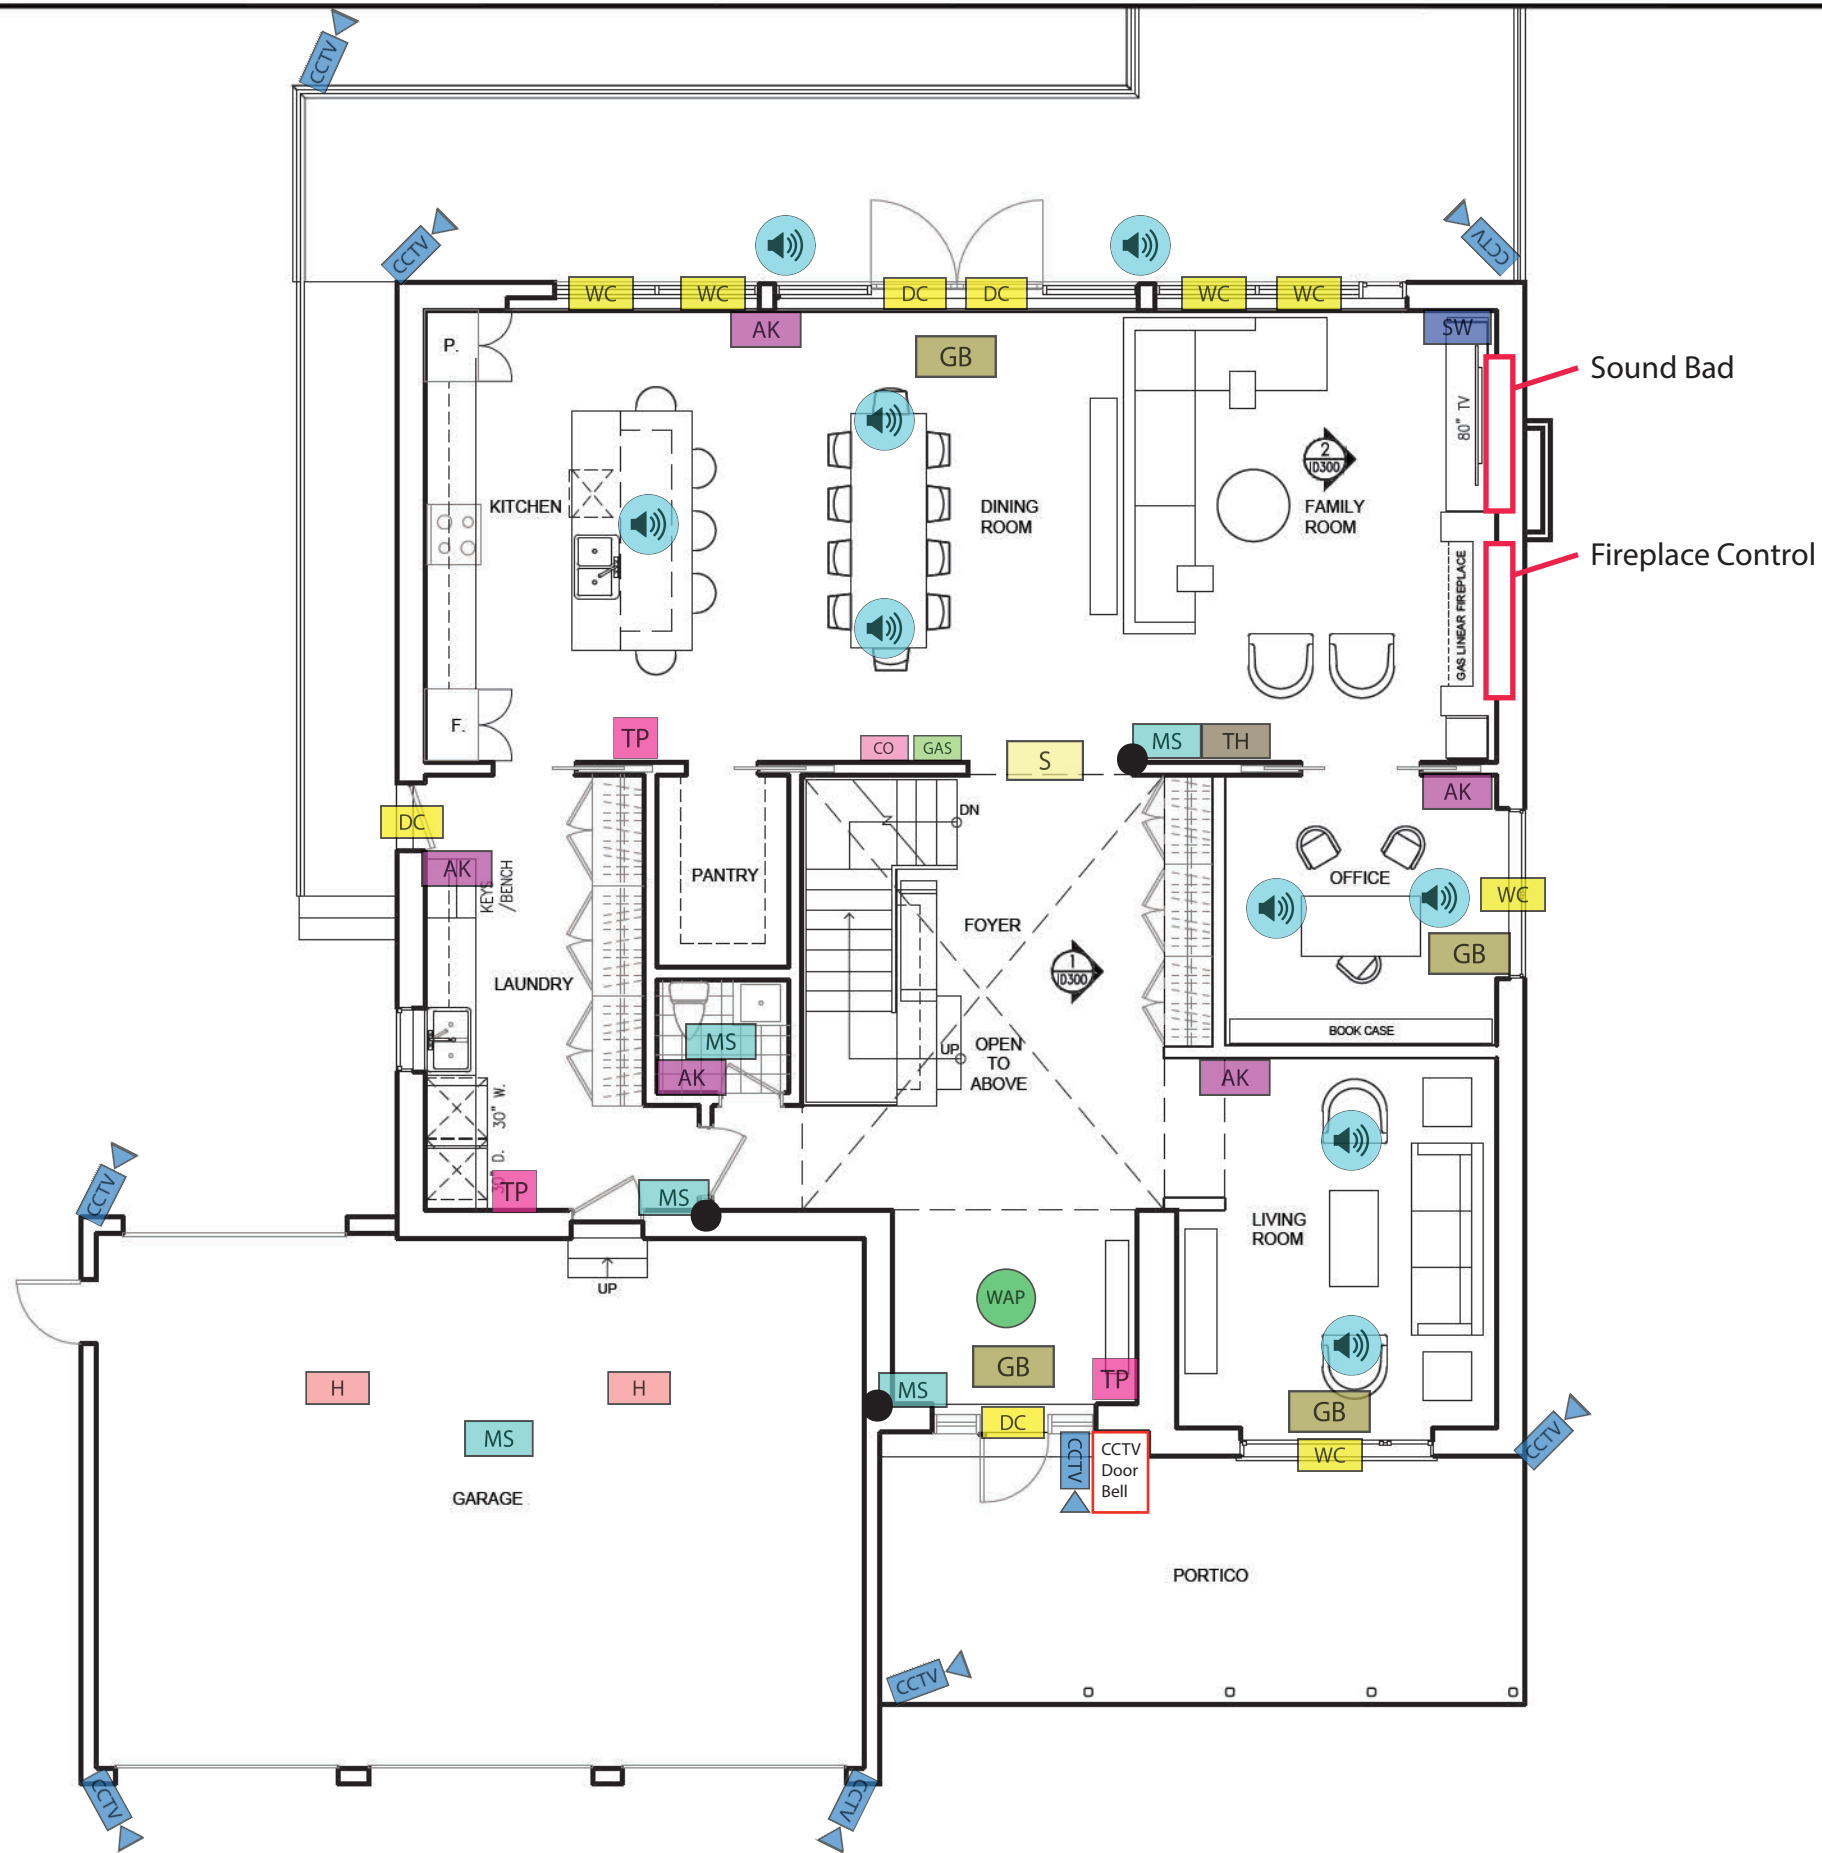 CCTV
CCTV
CCTV
WC
WC
DC
DC
WC
WC
AK
SW
P.
GB
Sound Bad
80" TV
2
ID300
KITCHEN
DINING
ROOM
FAMILY
ROOM
Fireplace Control
GAS LINEAR FIREPLACE
F.
TP
CO
GAS
S
MS
TH
AK
DC
DN
AK
KEYS
/BENCH
PANTRY
OFFICE
WC
FOYER
GB
1
ID300
LAUNDRY
BOOK CASE
MS
UP
OPEN
TO
ABOVE
AK
AK
30" W.
30" D.
CCTV
TP
MS
LIVING
ROOM
UP
WAP
GB
TP
H
H
MS
DC
GB
MS
CCTV
CCTV
Door
Bell
WC
CCTV
GARAGE
PORTICO
CCTV
CCTV
CCTV